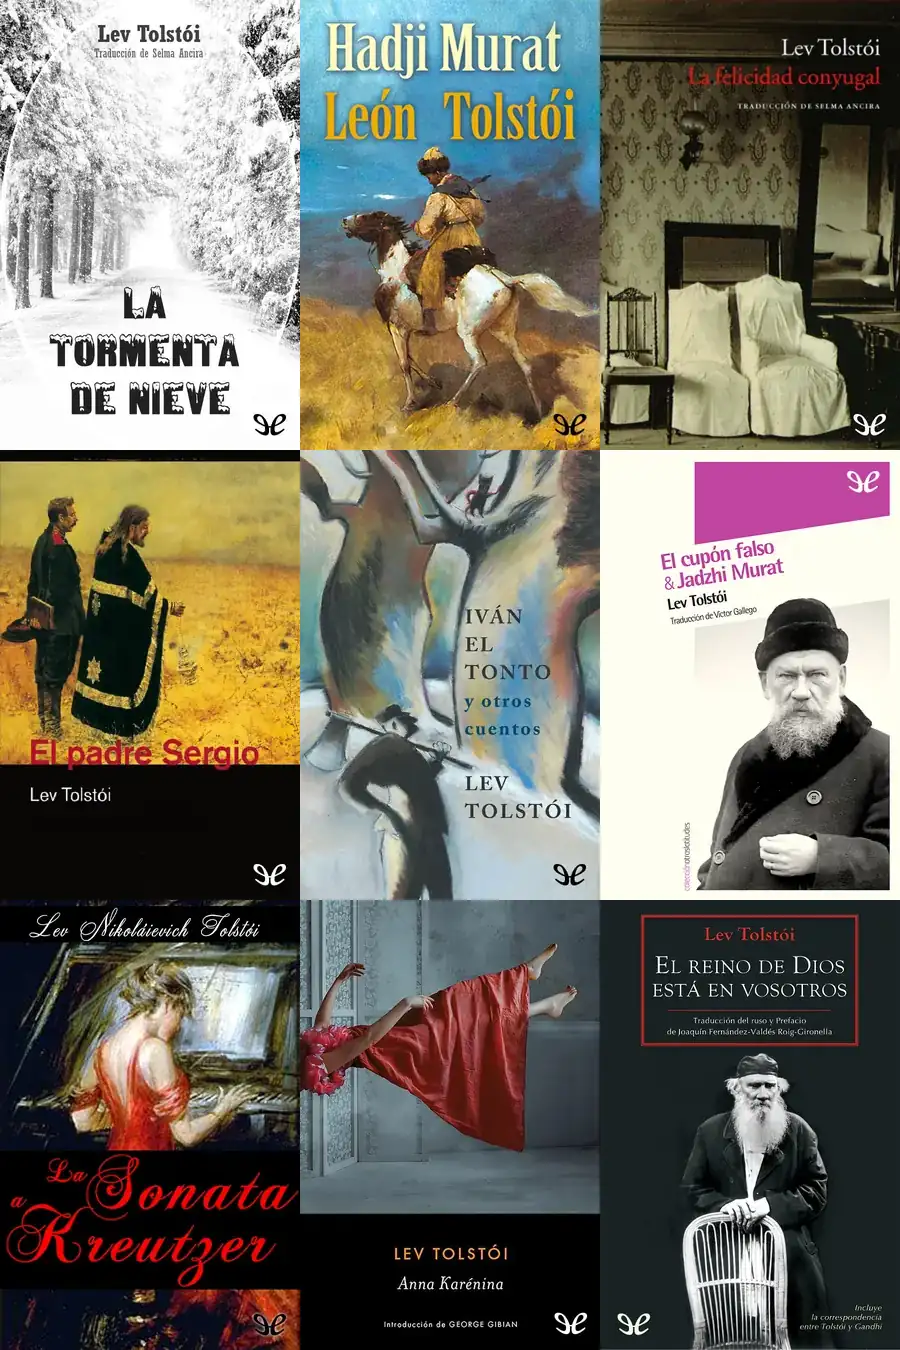 Lev Tolstói
Traducción de Selma Ancira
LA
TORMENTA
DE NIEVE
Hadji Murat
León Tolstói
Lev Tolstói
La felicidad conyugal
TRADUCCIÓN DE SELMA ANCIRA
El padre Sergio
Lev Tolstói
IVÁN
EL
TONTO
y otros
cuentos
LEV
TOLSTÓI
El cupón falso
& Jadzhi Murat
Lev Tolstói
Traducción de Víctor Gallego
colecciónotraslatitudes
Lev Nikoláievich Tolstói
La Sonata
a Kreutzer
LEV TOLSTÓI
Anna Karénina
Introducción de GEORGE GIBIAN
Lev Tolstói
EL REINO DE DIOS
ESTÁ EN VOSOTROS
Traducción del ruso y Prefacio
de Joaquín Fernández-Valdés Roig-Gironella
Incluye
la correspondencia
entre Tolstói y Gandhi